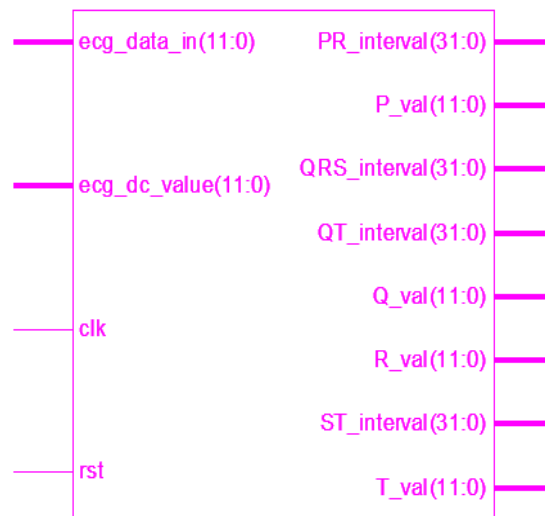 ecg_data_in(11:0) PR_interval(31:0)
P_val(11:0)
QRS_interval(31:0)
ecg_dc_value(11:0)
QT_interval(31:0)
Q_val(11:0)
clk
R_val(11:0)
ST_interval(31:0)
rst
T_val(11:0)